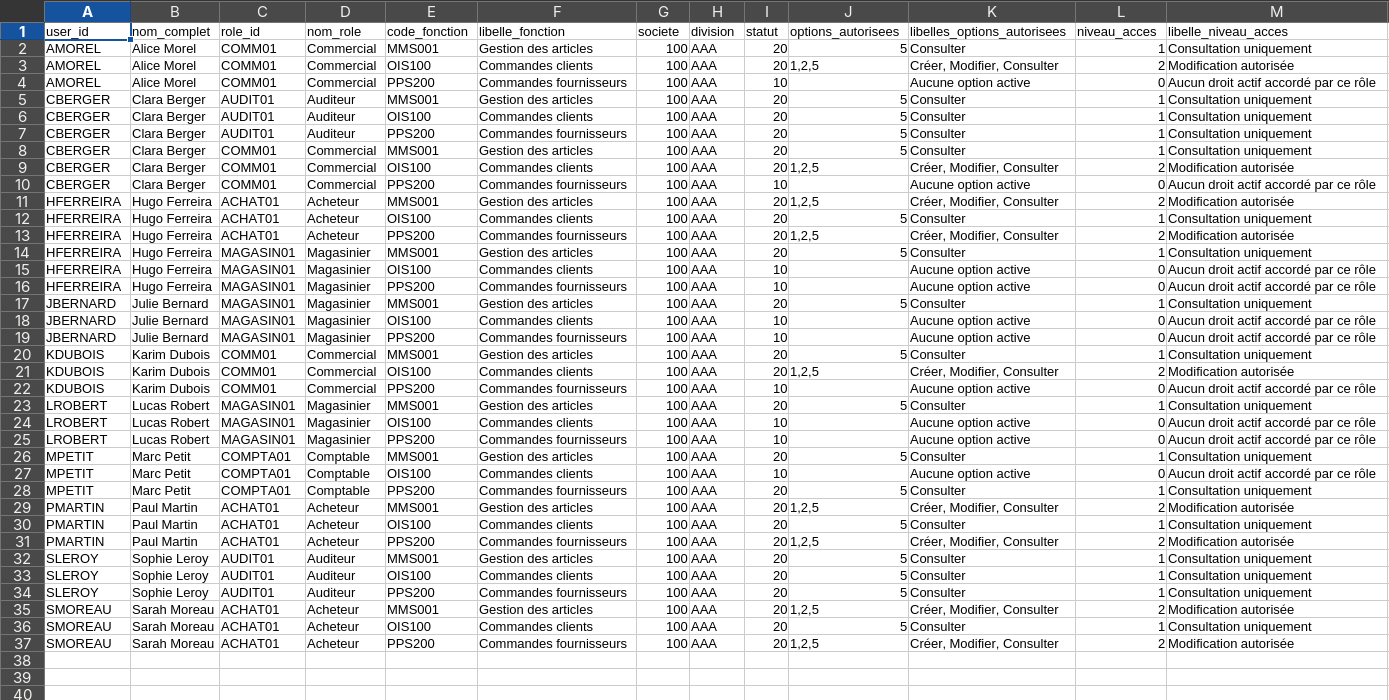 A B C D E F G H I J K L M
1 user_id nom_complet role_id nom_role code_fonction libelle_fonction societe division statut options_autorisees libelles_options_autorisees niveau_acces libelle_niveau_acces
2 AMOREL Alice Morel COMM01 Commercial MMS001 Gestion des articles 100 AAA 20 5 Consulter 1 Consultation uniquement
3 AMOREL Alice Morel COMM01 Commercial OIS100 Commandes clients 100 AAA 20 1,2,5 Créer, Modifier, Consulter 2 Modification autorisée
4 AMOREL Alice Morel COMM01 Commercial PPS200 Commandes fournisseurs 100 AAA 10 Aucune option active 0 Aucun droit actif accordé par ce rôle
5 CBERGER Clara Berger AUDIT01 Auditeur MMS001 Gestion des articles 100 AAA 20 5 Consulter 1 Consultation uniquement
6 CBERGER Clara Berger AUDIT01 Auditeur OIS100 Commandes clients 100 AAA 20 5 Consulter 1 Consultation uniquement
7 CBERGER Clara Berger AUDIT01 Auditeur PPS200 Commandes fournisseurs 100 AAA 20 5 Consulter 1 Consultation uniquement
8 CBERGER Clara Berger COMM01 Commercial MMS001 Gestion des articles 100 AAA 20 5 Consulter 1 Consultation uniquement
9 CBERGER Clara Berger COMM01 Commercial OIS100 Commandes clients 100 AAA 20 1,2,5 Créer, Modifier, Consulter 2 Modification autorisée
10 CBERGER Clara Berger COMM01 Commercial PPS200 Commandes fournisseurs 100 AAA 10 Aucune option active 0 Aucun droit actif accordé par ce rôle
11 HFERREIRA Hugo Ferreira ACHAT01 Acheteur MMS001 Gestion des articles 100 AAA 20 1,2,5 Créer, Modifier, Consulter 2 Modification autorisée
12 HFERREIRA Hugo Ferreira ACHAT01 Acheteur OIS100 Commandes clients 100 AAA 20 5 Consulter 1 Consultation uniquement
13 HFERREIRA Hugo Ferreira ACHAT01 Acheteur PPS200 Commandes fournisseurs 100 AAA 20 1,2,5 Créer, Modifier, Consulter 2 Modification autorisée
14 HFERREIRA Hugo Ferreira MAGASIN01 Magasinier MMS001 Gestion des articles 100 AAA 20 5 Consulter 1 Consultation uniquement
15 HFERREIRA Hugo Ferreira MAGASIN01 Magasinier OIS100 Commandes clients 100 AAA 10 Aucune option active 0 Aucun droit actif accordé par ce rôle
16 HFERREIRA Hugo Ferreira MAGASIN01 Magasinier PPS200 Commandes fournisseurs 100 AAA 10 Aucune option active 0 Aucun droit actif accordé par ce rôle
17 JBERNARD Julie Bernard MAGASIN01 Magasinier MMS001 Gestion des articles 100 AAA 20 5 Consulter 1 Consultation uniquement
18 JBERNARD Julie Bernard MAGASIN01 Magasinier OIS100 Commandes clients 100 AAA 10 Aucune option active 0 Aucun droit actif accordé par ce rôle
19 JBERNARD Julie Bernard MAGASIN01 Magasinier PPS200 Commandes fournisseurs 100 AAA 10 Aucune option active 0 Aucun droit actif accordé par ce rôle
20 KDUBOIS Karim Dubois COMM01 Commercial MMS001 Gestion des articles 100 AAA 20 5 Consulter 1 Consultation uniquement
21 KDUBOIS Karim Dubois COMM01 Commercial OIS100 Commandes clients 100 AAA 20 1,2,5 Créer, Modifier, Consulter 2 Modification autorisée
22 KDUBOIS Karim Dubois COMM01 Commercial PPS200 Commandes fournisseurs 100 AAA 10 Aucune option active 0 Aucun droit actif accordé par ce rôle
23 LROBERT Lucas Robert MAGASIN01 Magasinier MMS001 Gestion des articles 100 AAA 20 5 Consulter 1 Consultation uniquement
24 LROBERT Lucas Robert MAGASIN01 Magasinier OIS100 Commandes clients 100 AAA 10 Aucune option active 0 Aucun droit actif accordé par ce rôle
25 LROBERT Lucas Robert MAGASIN01 Magasinier PPS200 Commandes fournisseurs 100 AAA 10 Aucune option active 0 Aucun droit actif accordé par ce rôle
26 MPETIT Marc Petit COMPTA01 Comptable MMS001 Gestion des articles 100 AAA 20 5 Consulter 1 Consultation uniquement
27 MPETIT Marc Petit COMPTA01 Comptable OIS100 Commandes clients 100 AAA 10 Aucune option active 0 Aucun droit actif accordé par ce rôle
28 MPETIT Marc Petit COMPTA01 Comptable PPS200 Commandes fournisseurs 100 AAA 20 5 Consulter 1 Consultation uniquement
29 PMARTIN Paul Martin ACHAT01 Acheteur MMS001 Gestion des articles 100 AAA 20 1,2,5 Créer, Modifier, Consulter 2 Modification autorisée
30 PMARTIN Paul Martin ACHAT01 Acheteur OIS100 Commandes clients 100 AAA 20 5 Consulter 1 Consultation uniquement
31 PMARTIN Paul Martin ACHAT01 Acheteur PPS200 Commandes fournisseurs 100 AAA 20 1,2,5 Créer, Modifier, Consulter 2 Modification autorisée
32 SLEROY Sophie Leroy AUDIT01 Auditeur MMS001 Gestion des articles 100 AAA 20 5 Consulter 1 Consultation uniquement
33 SLEROY Sophie Leroy AUDIT01 Auditeur OIS100 Commandes clients 100 AAA 20 5 Consulter 1 Consultation uniquement
34 SLEROY Sophie Leroy AUDIT01 Auditeur PPS200 Commandes fournisseurs 100 AAA 20 5 Consulter 1 Consultation uniquement
35 SMOREAU Sarah Moreau ACHAT01 Acheteur MMS001 Gestion des articles 100 AAA 20 1,2,5 Créer, Modifier, Consulter 2 Modification autorisée
36 SMOREAU Sarah Moreau ACHAT01 Acheteur OIS100 Commandes clients 100 AAA 20 5 Consulter 1 Consultation uniquement
37 SMOREAU Sarah Moreau ACHAT01 Acheteur PPS200 Commandes fournisseurs 100 AAA 20 1,2,5 Créer, Modifier, Consulter 2 Modification autorisée
38
39
40